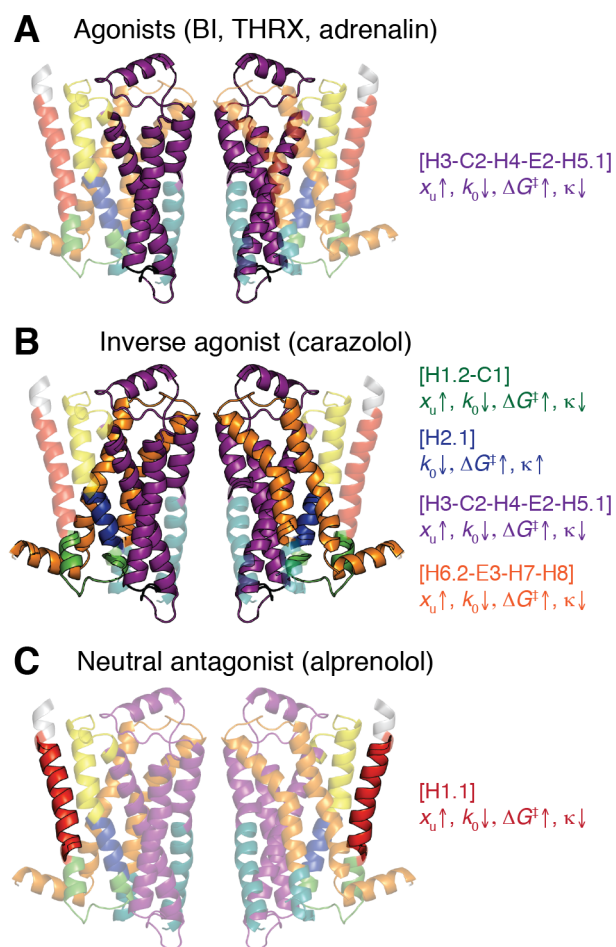 A Agonists (BI, THRX, adrenalin)
[H3-C2-H4-E2-H5.1]
xᵤ↑, k₀↓, ΔG‡↑, κ↓
B Inverse agonist (carazolol)
[H1.2-C1]
xᵤ↑, k₀↓, ΔG‡↑, κ↓
[H2.1]
k₀↓, ΔG‡↑, κ↑
[H3-C2-H4-E2-H5.1]
xᵤ↑, k₀↓, ΔG‡↑, κ↓
[H6.2-E3-H7-H8]
xᵤ↑, k₀↓, ΔG‡↑, κ↓
C Neutral antagonist (alprenolol)
[H1.1]
xᵤ↑, k₀↓, ΔG‡↑, κ↓